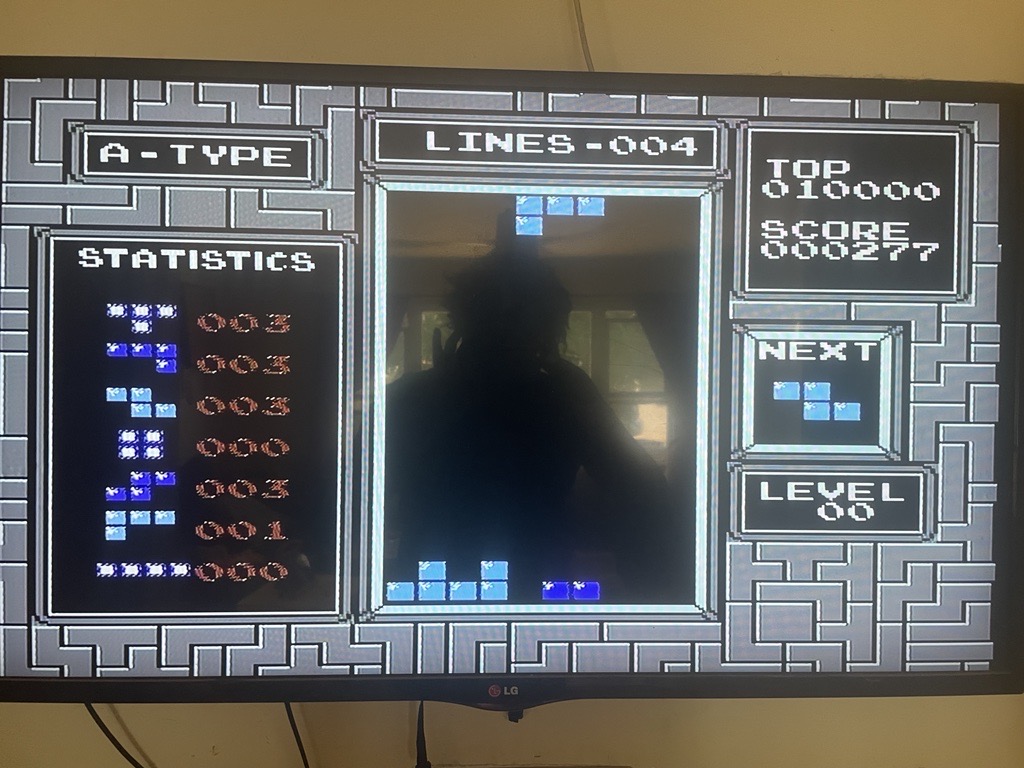 A-TYPE
LINES-004
TOP
010000
SCORE
000277
STATISTICS
003
003
003
000
003
001
000
NEXT
LEVEL
00
LG